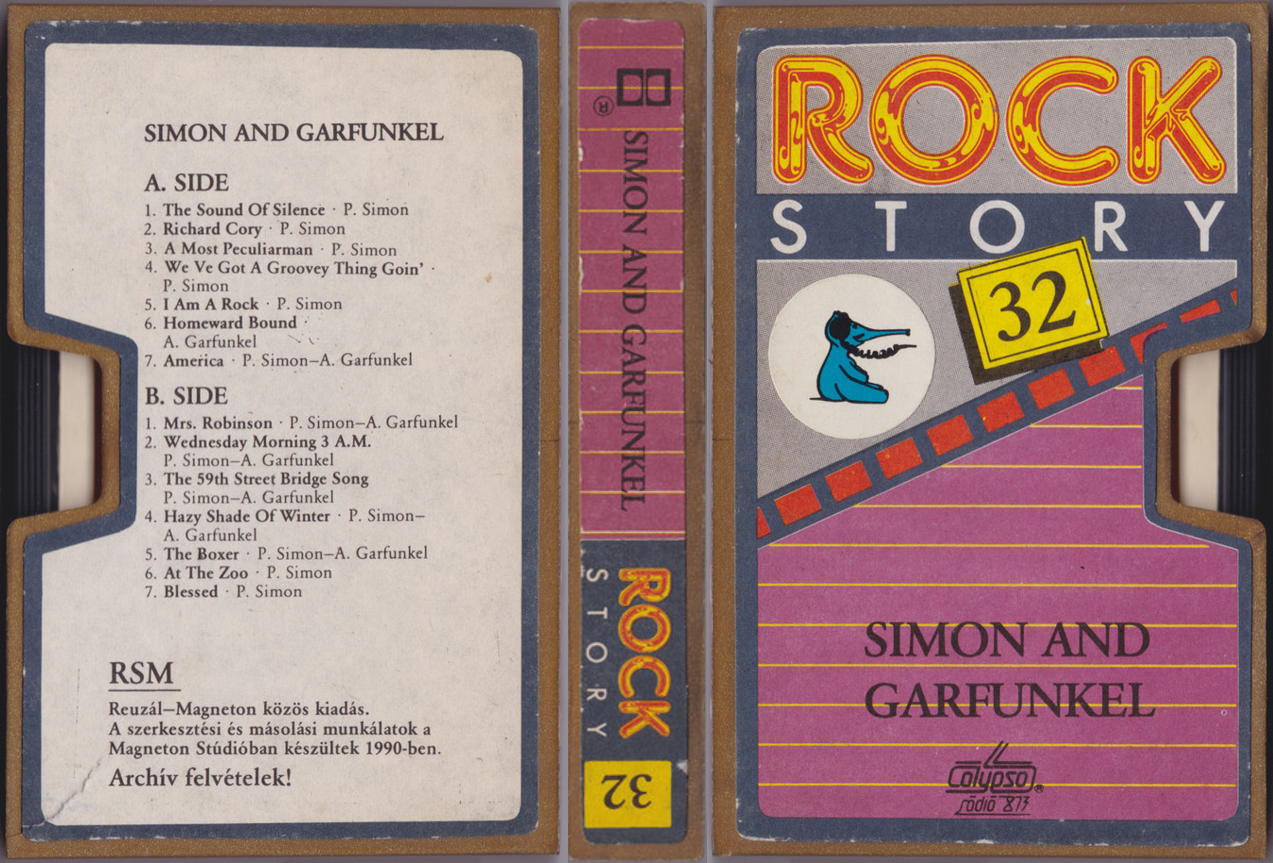 SIMON AND GARFUNKEL
A. SIDE
1. The Sound Of Silence · P. Simon
2. Richard Cory · P. Simon
3. A Most Peculiarman · P. Simon
4. We Ve Got A Groovey Thing Goin' ·
P. Simon
5. I Am A Rock · P. Simon
6. Homeward Bound ·
A. Garfunkel
7. America · P. Simon–A. Garfunkel
B. SIDE
1. Mrs. Robinson · P. Simon–A. Garfunkel
2. Wednesday Morning 3 A.M.
P. Simon–A. Garfunkel
3. The 59th Street Bridge Song
P. Simon–A. Garfunkel
4. Hazy Shade Of Winter · P. Simon–
A. Garfunkel
5. The Boxer · P. Simon–A. Garfunkel
6. At The Zoo · P. Simon
7. Blessed · P. Simon
RSM
Reuzál–Magneton közös kiadás.
A szerkesztési és másolási munkálatok a
Magneton Stúdióban készültek 1990-ben.
Archív felvételek!
®
SIMON AND GARFUNKEL
ROCK
STORY
32
ROCK
STORY
32
SIMON AND
GARFUNKEL
Calypso®
rádió 873